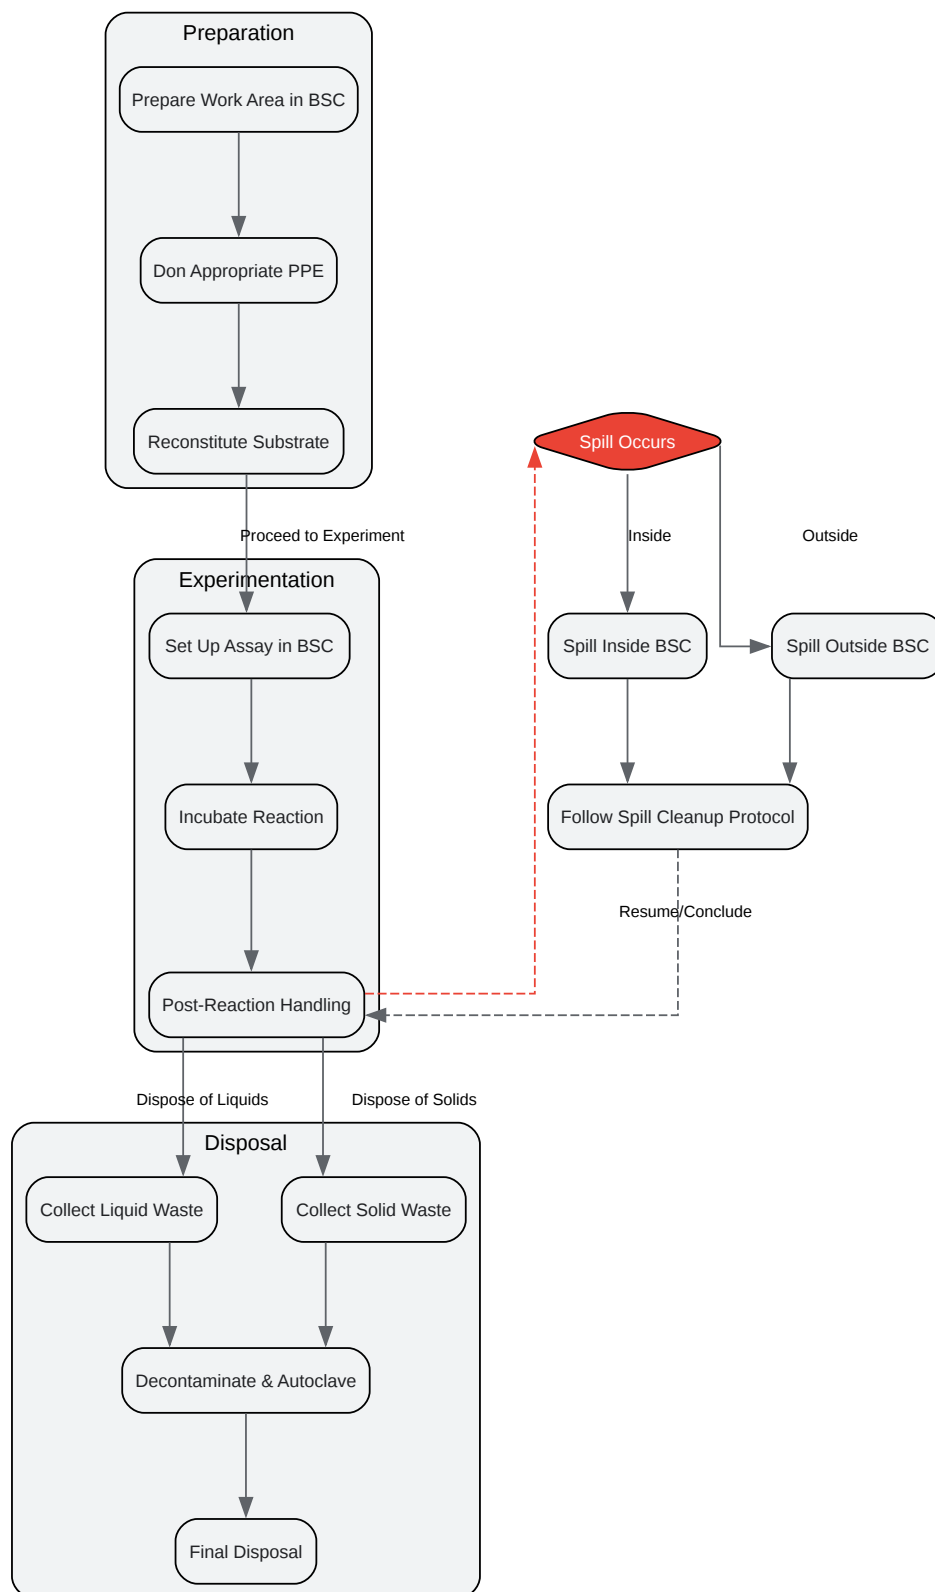 Preparation
Prepare Work Area in BSC
Don Appropriate PPE
Reconstitute Substrate
Proceed to Experiment
Experimentation
Set Up Assay in BSC
Incubate Reaction
Post-Reaction Handling
Spill Occurs
Inside
Outside
Spill Inside BSC
Spill Outside BSC
Follow Spill Cleanup Protocol
Resume/Conclude
Dispose of Liquids
Dispose of Solids
Disposal
Collect Liquid Waste
Collect Solid Waste
Decontaminate & Autoclave
Final Disposal